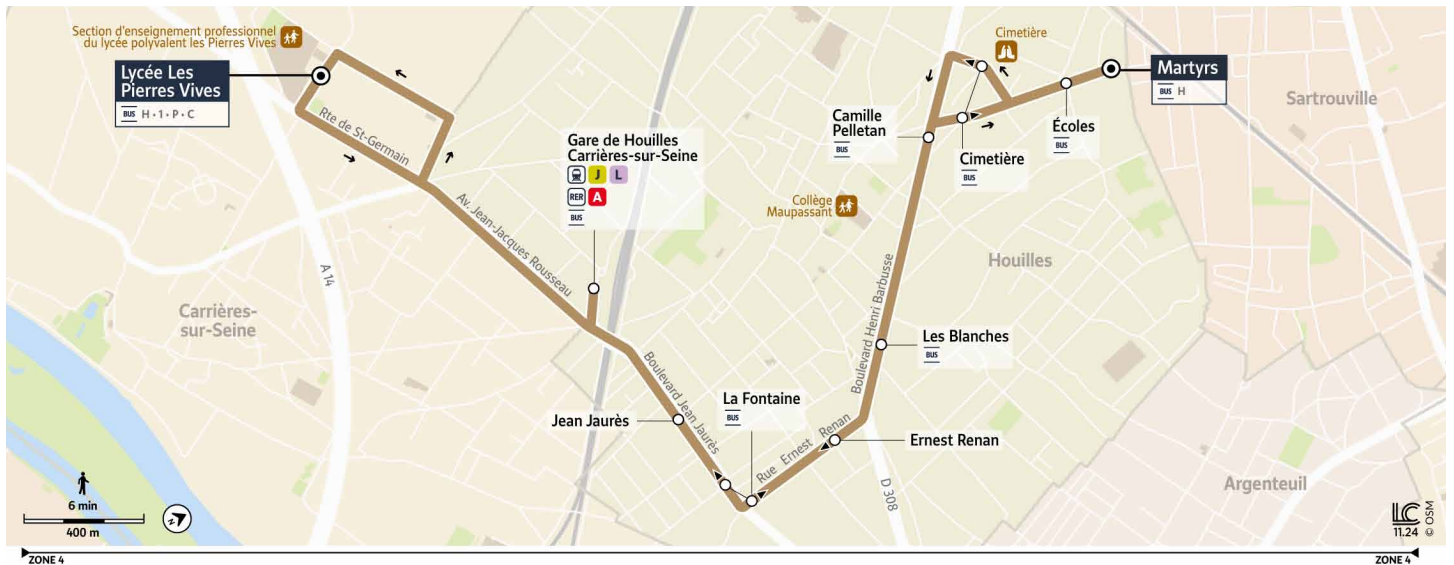 Section d'enseignement professionnel
du lycée polyvalent les Pierres Vives
Lycée Les
Pierres Vives
BUS H • 1 • P • C
Rte de St-Germain
Gare de Houilles
Carrières-sur-Seine
J L
RER A
BUS
Av. Jean-Jacques Rousseau
A 14
Carrières-
sur-Seine
Boulevard Jean Jaurès
Jean Jaurès
La Fontaine
BUS
Rue Ernest Renan
Ernest Renan
D 308
Les Blanches
BUS
Boulevard Henri Barbusse
Collège
Maupassant
Houilles
Camille
Pelletan
BUS
Cimetière
Cimetière
BUS
Écoles
BUS
Martyrs
BUS H
Sartrouville
Argenteuil
6 min
400 m
Z
LC
11.24
© OSM
ZONE 4
ZONE 4